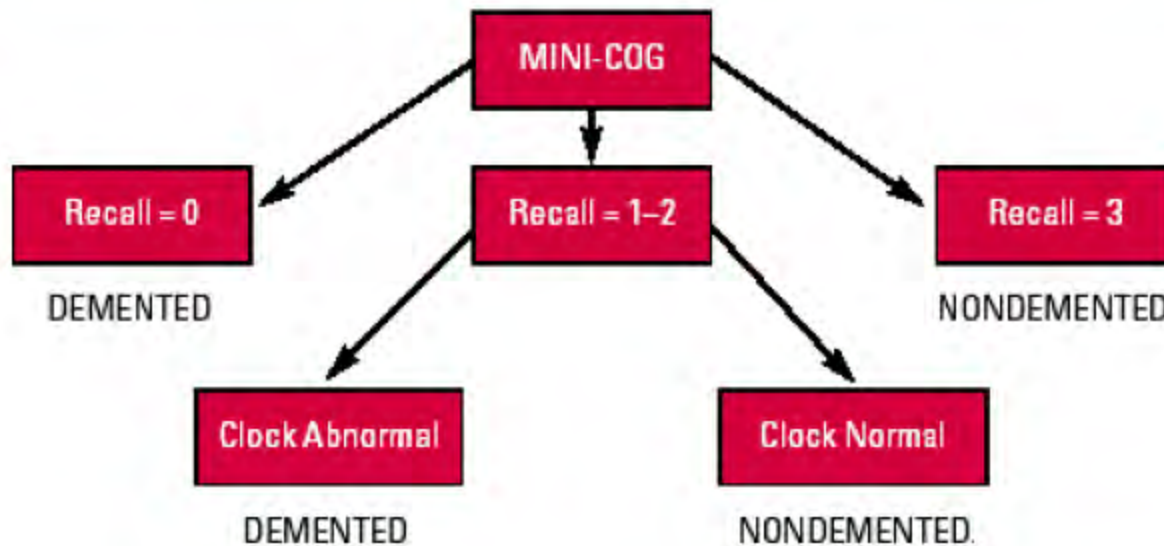 MINI-COG
Recall = 0
Recall = 1–2
Recall = 3
DEMENTED
NONDEMENTED
Clock Abnormal
Clock Normal
DEMENTED
NONDEMENTED